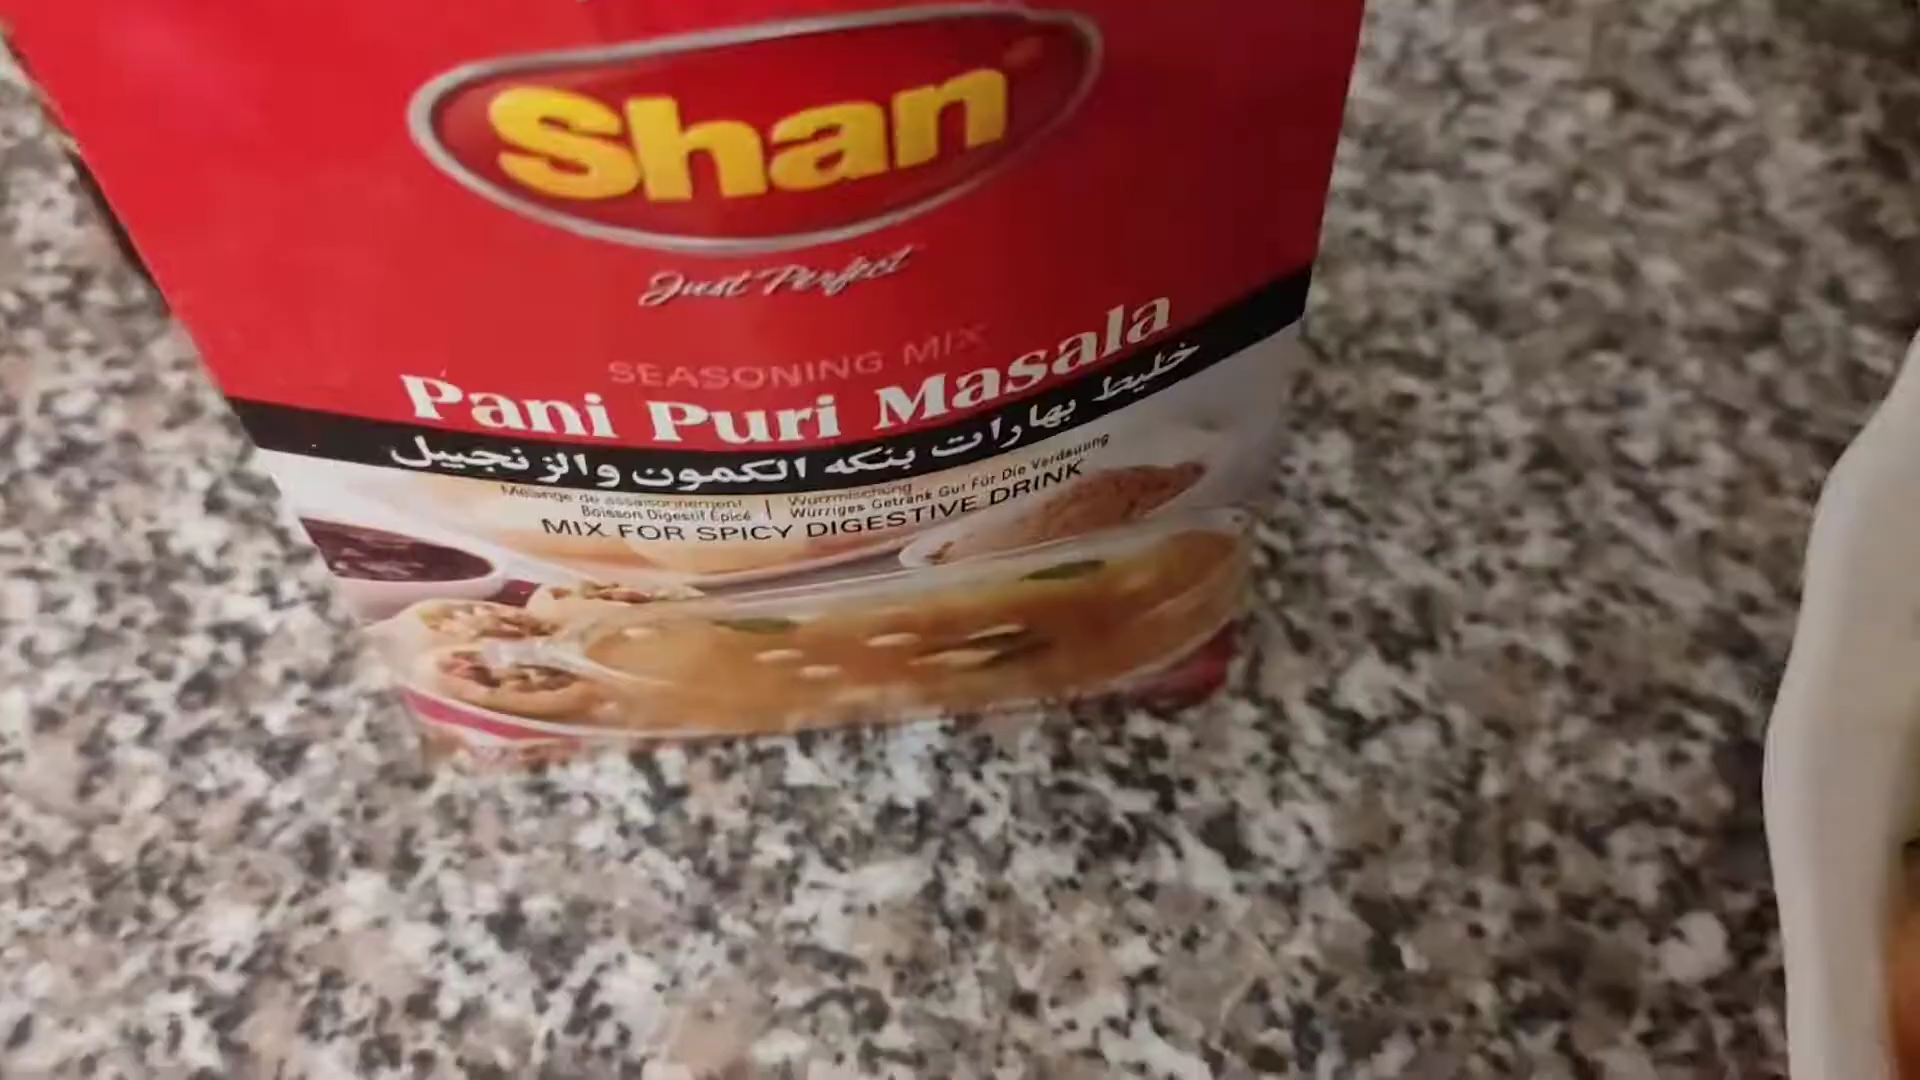 Shan
Just Perfect
SEASONING MIX
Pani Puri Masala
خليط بهارات بنكه الكمون والزنجبيل
Mélange de assaisonnement
Boisson Digestif Épicé
Würzmischung
Würziges Getränk Gut Für Die Verdauung
MIX FOR SPICY DIGESTIVE DRINK